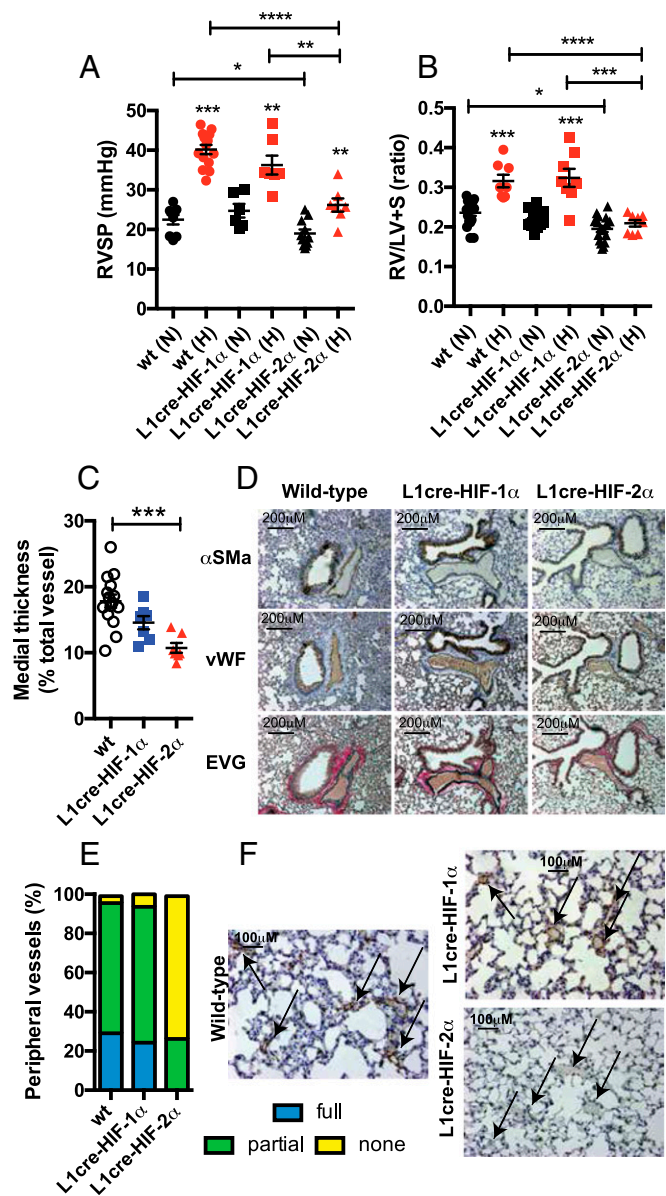 A
****
**
*
RVSP (mmHg)
50
40
30
20
10
0
***
**
**
wt (N)
wt (H)
L1cre-HIF-1α (N)
L1cre-HIF-1α (H)
L1cre-HIF-2α (N)
L1cre-HIF-2α (H)
B
****
***
*
RV/LV+S (ratio)
0.5
0.4
0.3
0.2
0.1
0.0
***
***
wt (N)
wt (H)
L1cre-HIF-1α (N)
L1cre-HIF-1α (H)
L1cre-HIF-2α (N)
L1cre-HIF-2α (H)
C
***
Medial thickness
(% total vessel)
30
20
10
0
wt
L1cre-HIF-1α
L1cre-HIF-2α
D
Wild-type L1cre-HIF-1α L1cre-HIF-2α
αSMa
200μM 200μM 200μM
vWF
200μM 200μM 200μM
EVG
200μM 200μM 200μM
E
Peripheral vessels (%)
100
80
60
40
20
0
wt
L1cre-HIF-1α
L1cre-HIF-2α
full
partial none
F
Wild-type
100μM
L1cre-HIF-1α
100μM
L1cre-HIF-2α
100μM